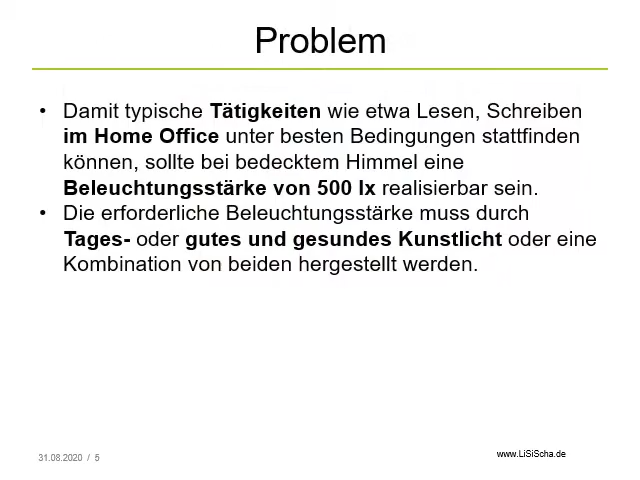 Problem
• Damit typische Tätigkeiten wie etwa Lesen, Schreiben
im Home Office unter besten Bedingungen stattfinden
können, sollte bei bedecktem Himmel eine
Beleuchtungsstärke von 500 lx realisierbar sein.
• Die erforderliche Beleuchtungsstärke muss durch
Tages- oder gutes und gesundes Kunstlicht oder eine
Kombination von beiden hergestellt werden.
31.08.2020 / 5
www.LiSiScha.de